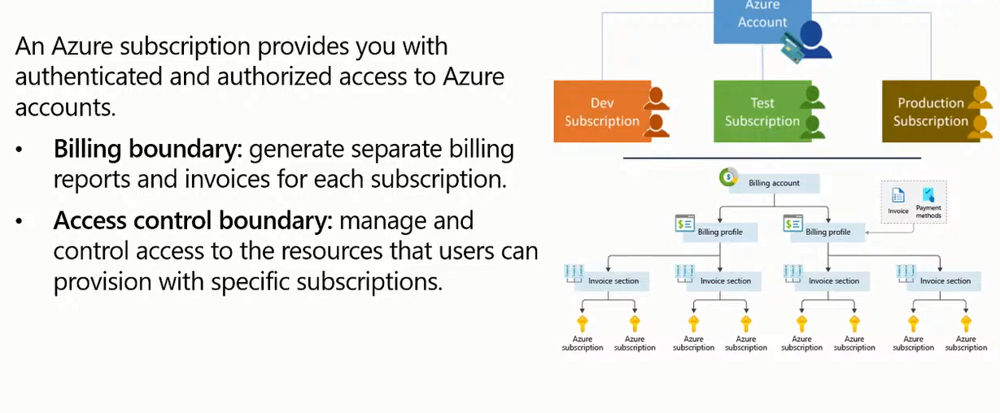 An Azure subscription provides you with
authenticated and authorized access to Azure
accounts.
• Billing boundary: generate separate billing
reports and invoices for each subscription.
• Access control boundary: manage and
control access to the resources that users can
provision with specific subscriptions.
Azure
Account
Dev
Subscription
Test
Subscription
Production
Subscription
Billing account
Invoice
Payment
methods
Billing profile
Billing profile
Invoice section
Invoice section
Invoice section
Invoice section
Azure
subscription
Azure
subscription
Azure
subscription
Azure
subscription
Azure
subscription
Azure
subscription
Azure
subscription
Azure
subscription